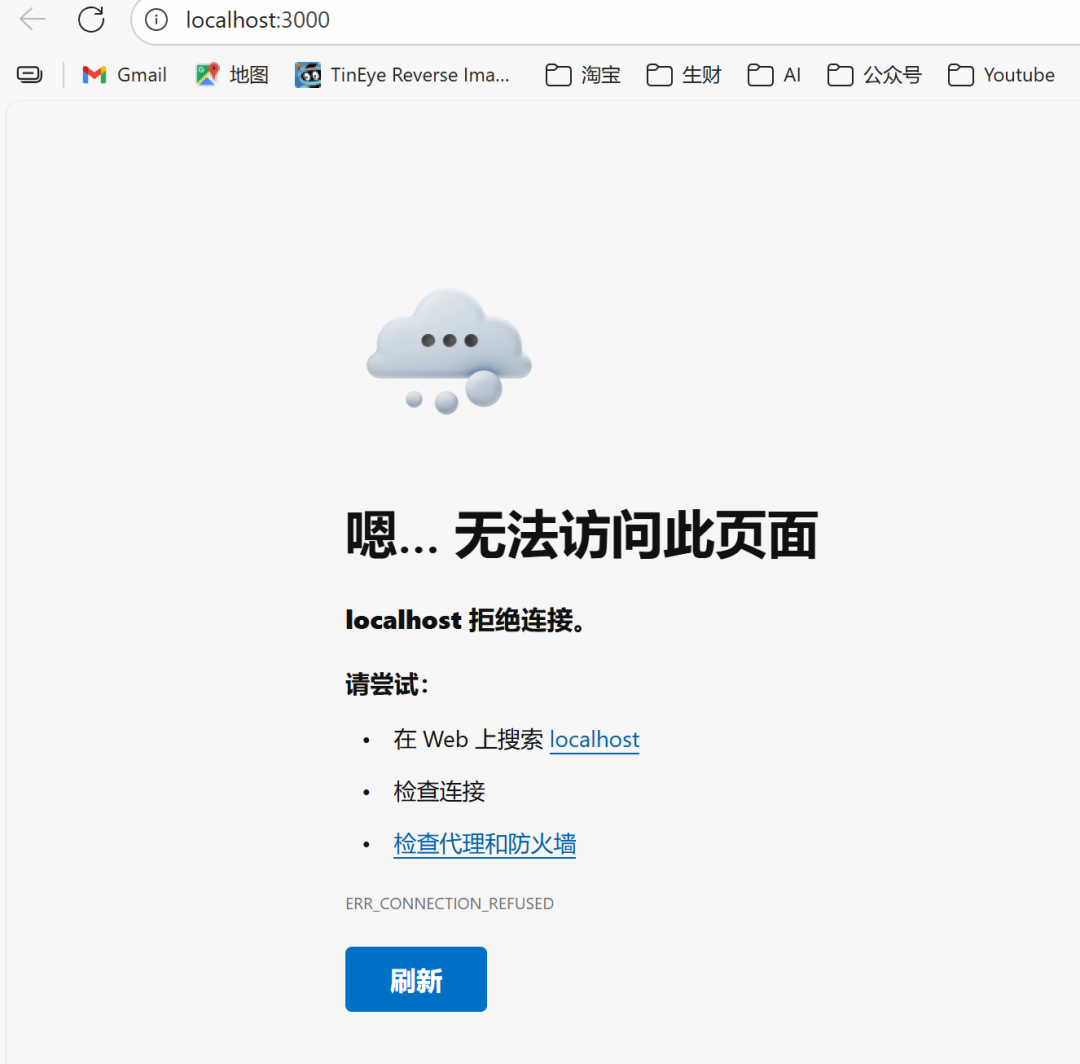 localhost:3000
Gmail 地图 TinEye Reverse Ima... 淘宝 生财 AI 公众号 Youtube
嗯... 无法访问此页面
localhost 拒绝连接。
请尝试：
• 在 Web 上搜索 localhost
• 检查连接
• 检查代理和防火墙
ERR_CONNECTION_REFUSED
刷新